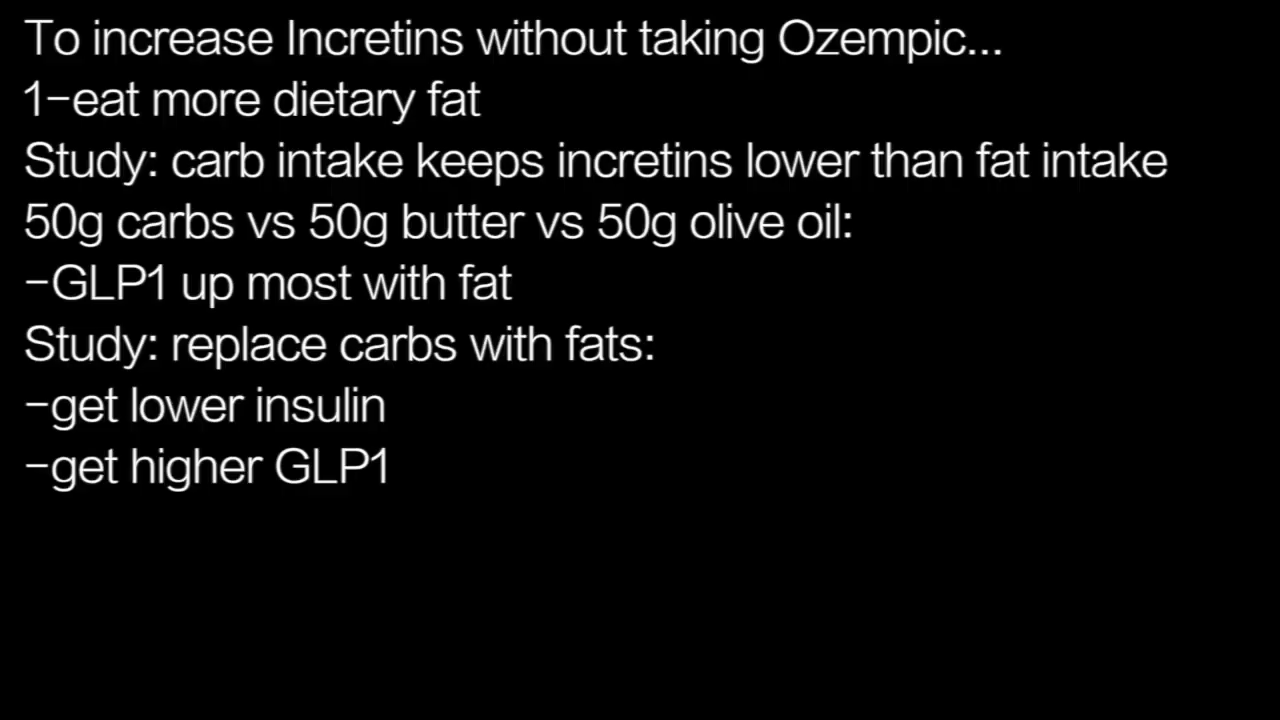 To increase Incretins without taking Ozempic...
1-eat more dietary fat
Study: carb intake keeps incretins lower than fat intake
50g carbs vs 50g butter vs 50g olive oil:
-GLP1 up most with fat
Study: replace carbs with fats:
-get lower insulin
-get higher GLP1